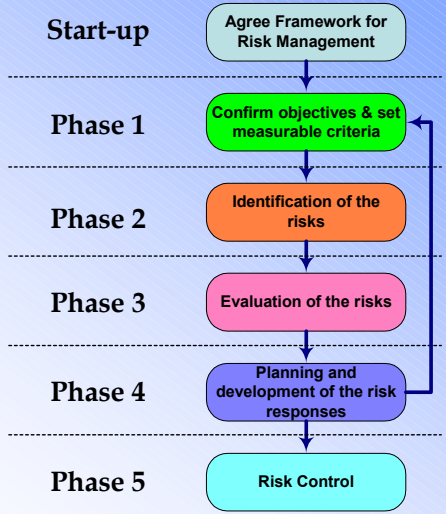 Start-up
Agree Framework for
Risk Management
Phase 1
Confirm objectives & set
measurable criteria
Phase 2
Identification of the
risks
Phase 3
Evaluation of the risks
Phase 4
Planning and
development of the risk
responses
Phase 5
Risk Control